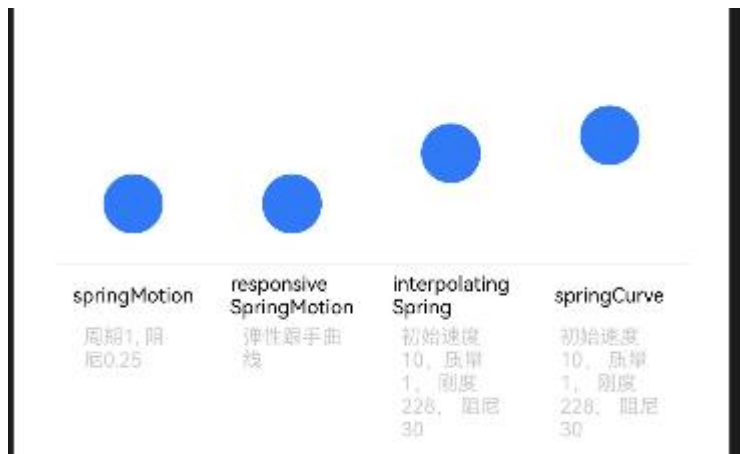 springMotion
周期1, 阻
尼0.25
responsive
SpringMotion
弹性跟手曲
线
interpolating
Spring
初始速度
10，质量
1， 刚度
228， 阻尼
30
springCurve
初始速度
10， 质量
1， 刚度
228， 阻尼
30